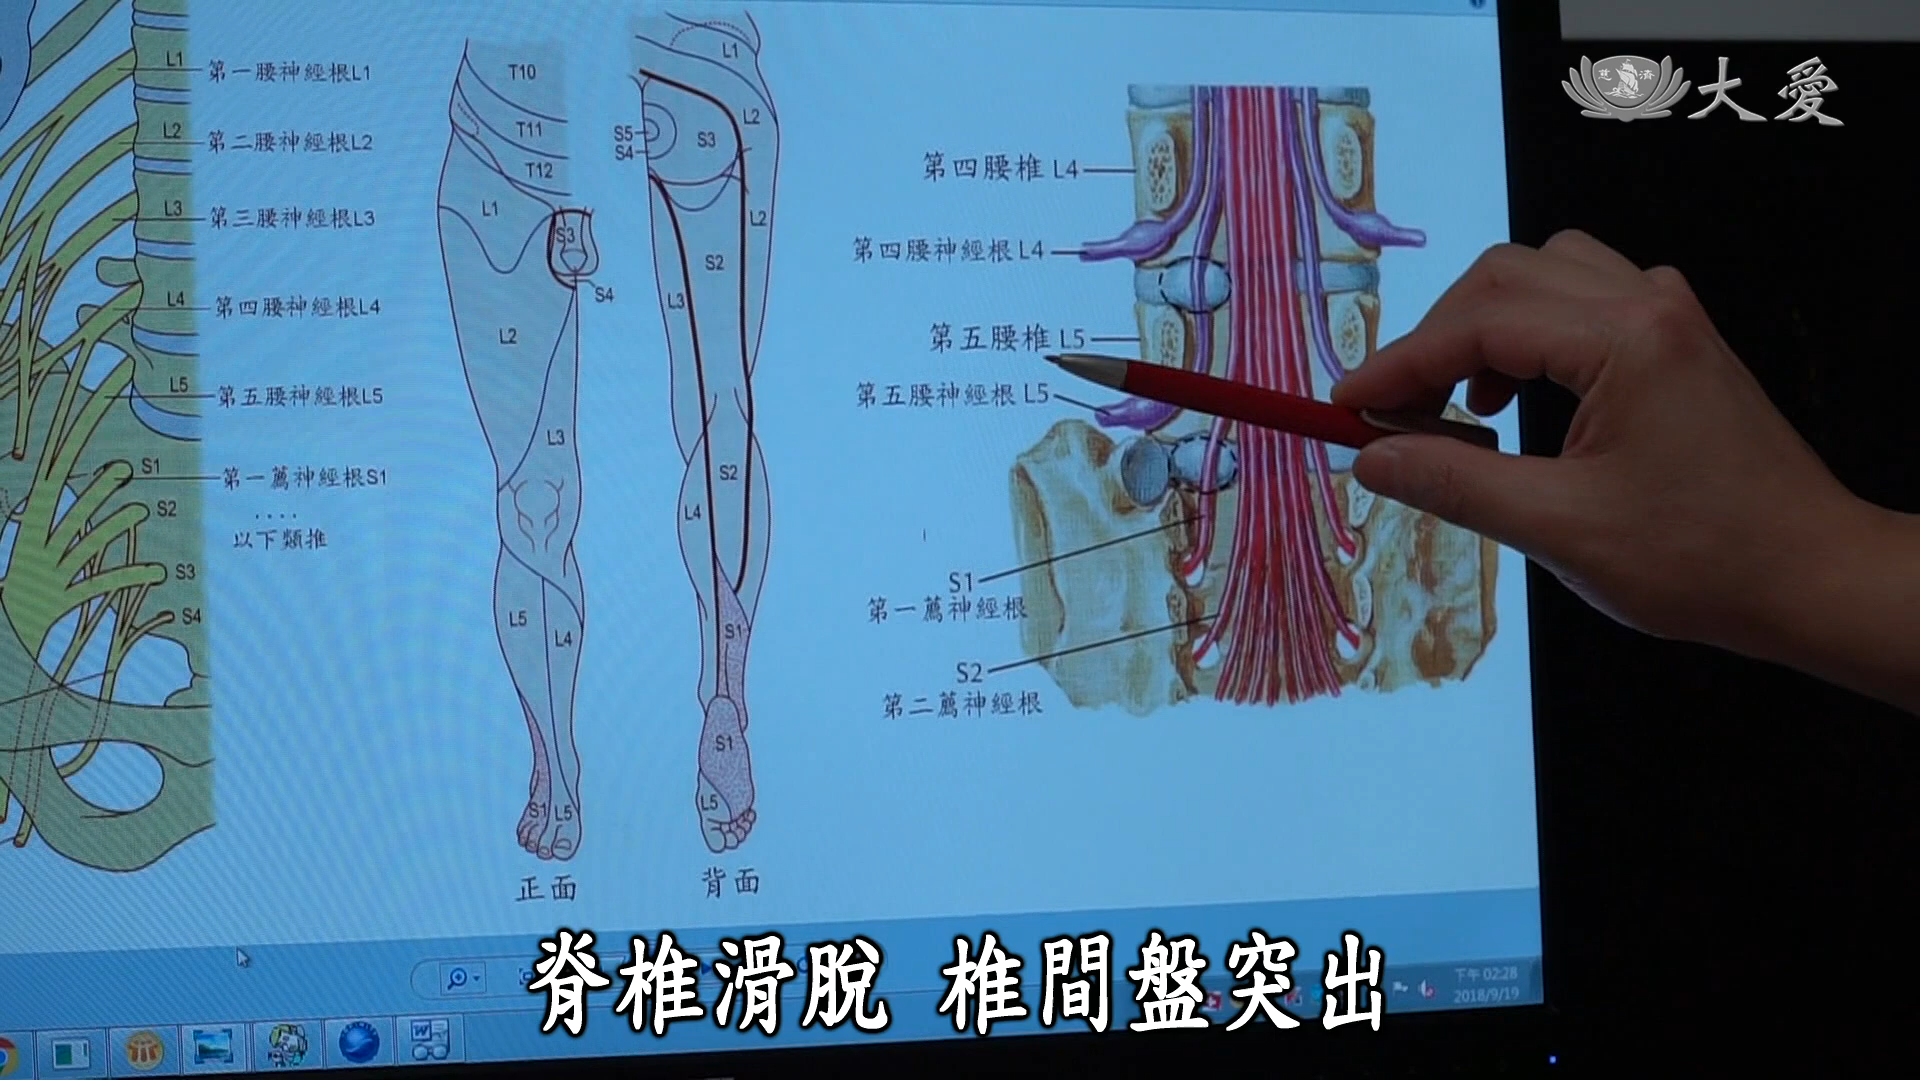 L1
第一腰神經根L1
L2
第二腰神經根L2
L3
第三腰神經根L3
L4
第四腰神經根L4
L5
第五腰神經根L5
S1
第一薦神經根S1
S2
....
以下類推
S3
S4
T10
T11
T12
L1
S3
S4
L2
L3
L5
L4
S1
L5
正面
L1
L2
S5
S4
S3
L2
S2
L3
S2
L4
S1
S1
L5
背面
第四腰椎 L4
第四腰神經根 L4
第五腰椎 L5
第五腰神經根 L5
S1
第一薦神經根
S2
第二薦神經根
慈濟
大愛
脊椎滑脫 椎間盤突出
下午 02:28
2018/9/19